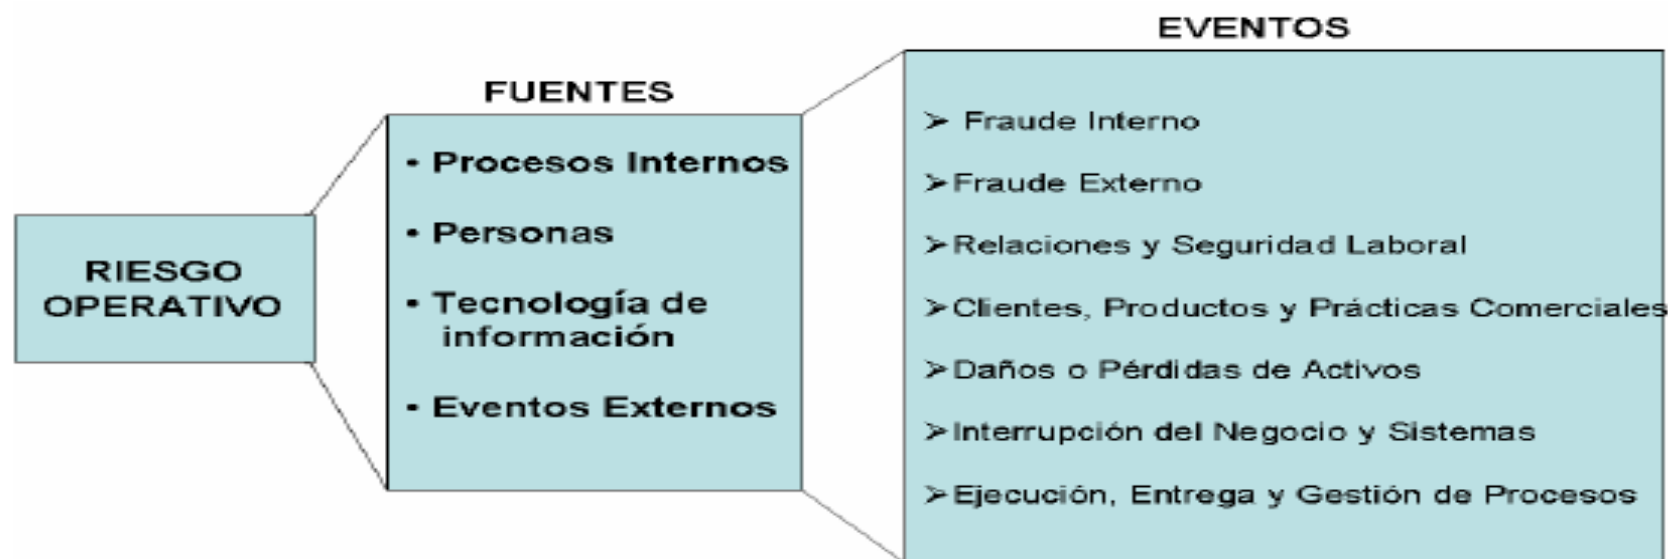 RIESGO
OPERATIVO
FUENTES
• Procesos Internos
• Personas
• Tecnología de
información
• Eventos Externos
EVENTOS
➢ Fraude Interno
➢Fraude Externo
➢Relaciones y Seguridad Laboral
➢Clientes, Productos y Prácticas Comerciales
➢Daños o Pérdidas de Activos
➢Interrupción del Negocio y Sistemas
➢Ejecución, Entrega y Gestión de Procesos